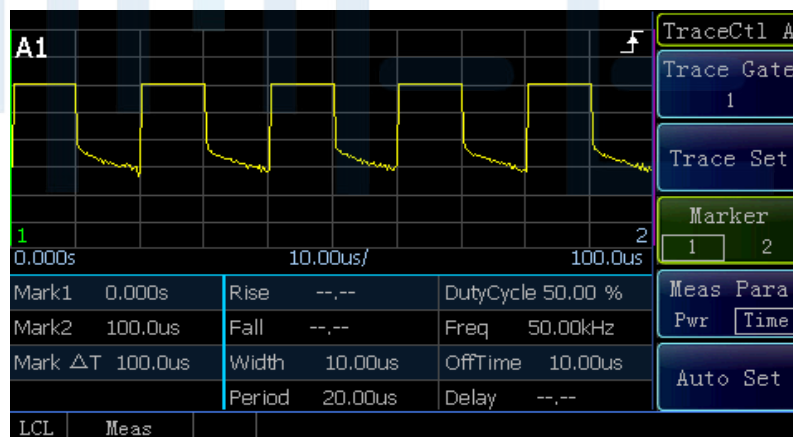 TraceCtl A
A1
Trace Gate
1
Trace Set
Marker
1 2
1
2
0.000s 10.00us/ 100.0us
Mark1 0.000s Rise --.-- DutyCycle 50.00 %
Meas Para
Mark2 100.0us Fall --.-- Freq 50.00kHz
Pwr Time
Mark △T 100.0us Width 10.00us OffTime 10.00us
Auto Set
Period 20.00us Delay --.--
LCL Meas